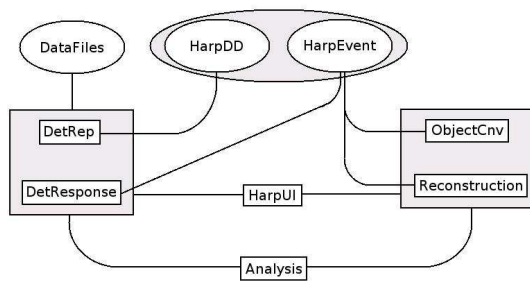 DataFiles
HarpDD
HarpEvent
DetRep
ObjectCnv
DetResponse
HarpUI
Reconstruction
Analysis